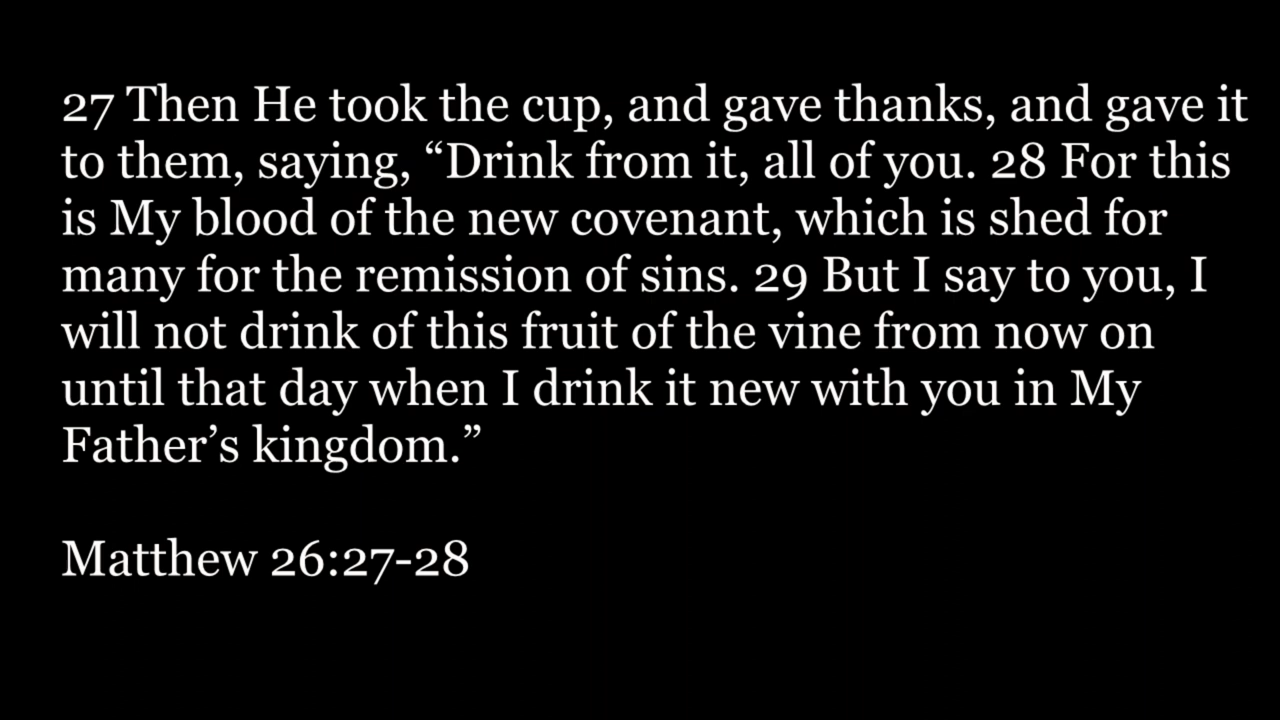 27 Then He took the cup, and gave thanks, and gave it
to them, saying, “Drink from it, all of you. 28 For this
is My blood of the new covenant, which is shed for
many for the remission of sins. 29 But I say to you, I
will not drink of this fruit of the vine from now on
until that day when I drink it new with you in My
Father’s kingdom.”
Matthew 26:27-28